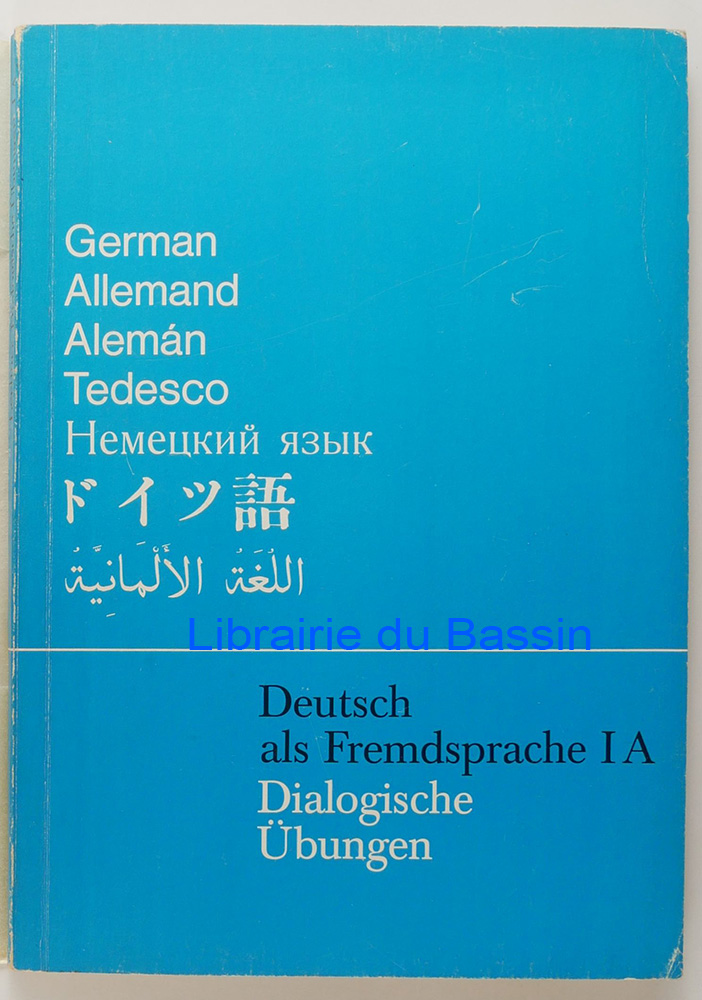 German
Allemand
Alemán
Tedesco
Немецкий язык
ドイツ語
اللُغَةُ الأَلْمَانِيَّةُ
Librairie du Bassin
Deutsch
als Fremdsprache I A
Dialogische
Übungen